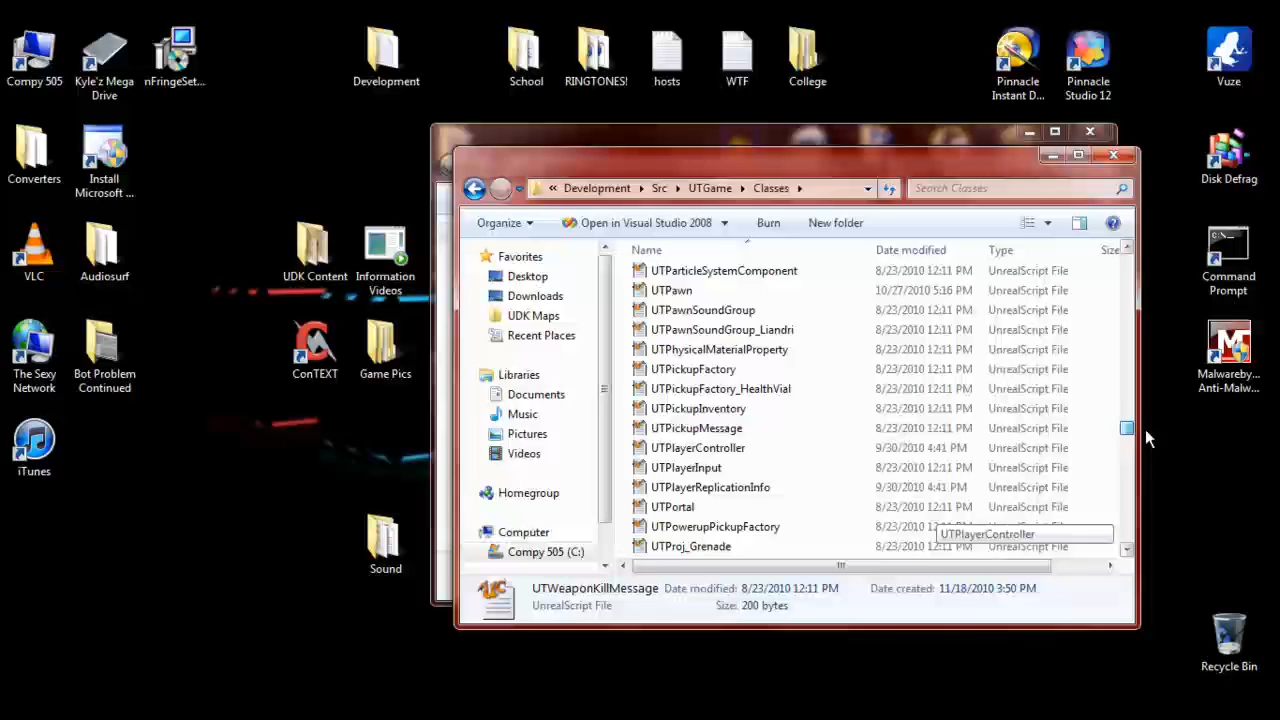 Compy 505
Kyle'z Mega
Drive
nFringeSet...
Development
School
RINGTONES!
hosts
WTF
College
Pinnacle
Instant D...
Pinnacle
Studio 12
Vuze
Converters
Install
Microsoft ...
Disk Defrag
VLC
Audiosurf
UDK Content
Information
Videos
Command
Prompt
The Sexy
Network
Bot Problem
Continued
ConTEXT
Game Pics
Malwareby...
Anti-Malw...
iTunes
Sound
Recycle Bin
« Development Src UTGame Classes
Search Classes
Organize
Open in Visual Studio 2008
Burn
New folder
Favorites
Desktop
Downloads
UDK Maps
Recent Places
Libraries
Documents
Music
Pictures
Videos
Homegroup
Computer
Compy 505 (C:)
Name Date modified Type Size
UTParticleSystemComponent 8/23/2010 12:11 PM UnrealScript File
UTPawn 10/27/2010 5:16 PM UnrealScript File
UTPawnSoundGroup 8/23/2010 12:11 PM UnrealScript File
UTPawnSoundGroup_Liandri 8/23/2010 12:11 PM UnrealScript File
UTPhysicalMaterialProperty 8/23/2010 12:11 PM UnrealScript File
UTPickupFactory 8/23/2010 12:11 PM UnrealScript File
UTPickupFactory_HealthVial 8/23/2010 12:11 PM UnrealScript File
UTPickupInventory 8/23/2010 12:11 PM UnrealScript File
UTPickupMessage 8/23/2010 12:11 PM UnrealScript File
UTPlayerController 9/30/2010 4:41 PM UnrealScript File
UTPlayerInput 8/23/2010 12:11 PM UnrealScript File
UTPlayerReplicationInfo 9/30/2010 4:41 PM UnrealScript File
UTPortal 8/23/2010 12:11 PM UnrealScript File
UTPowerupPickupFactory 8/23/2010 12:11 PM UnrealScript File
UTPlayerController
UTProj_Grenade 8/23/2010 12:11 PM UnrealScript File
UTWeaponKillMessage Date modified: 8/23/2010 12:11 PM Date created: 11/18/2010 3:50 PM
UnrealScript File Size: 200 bytes